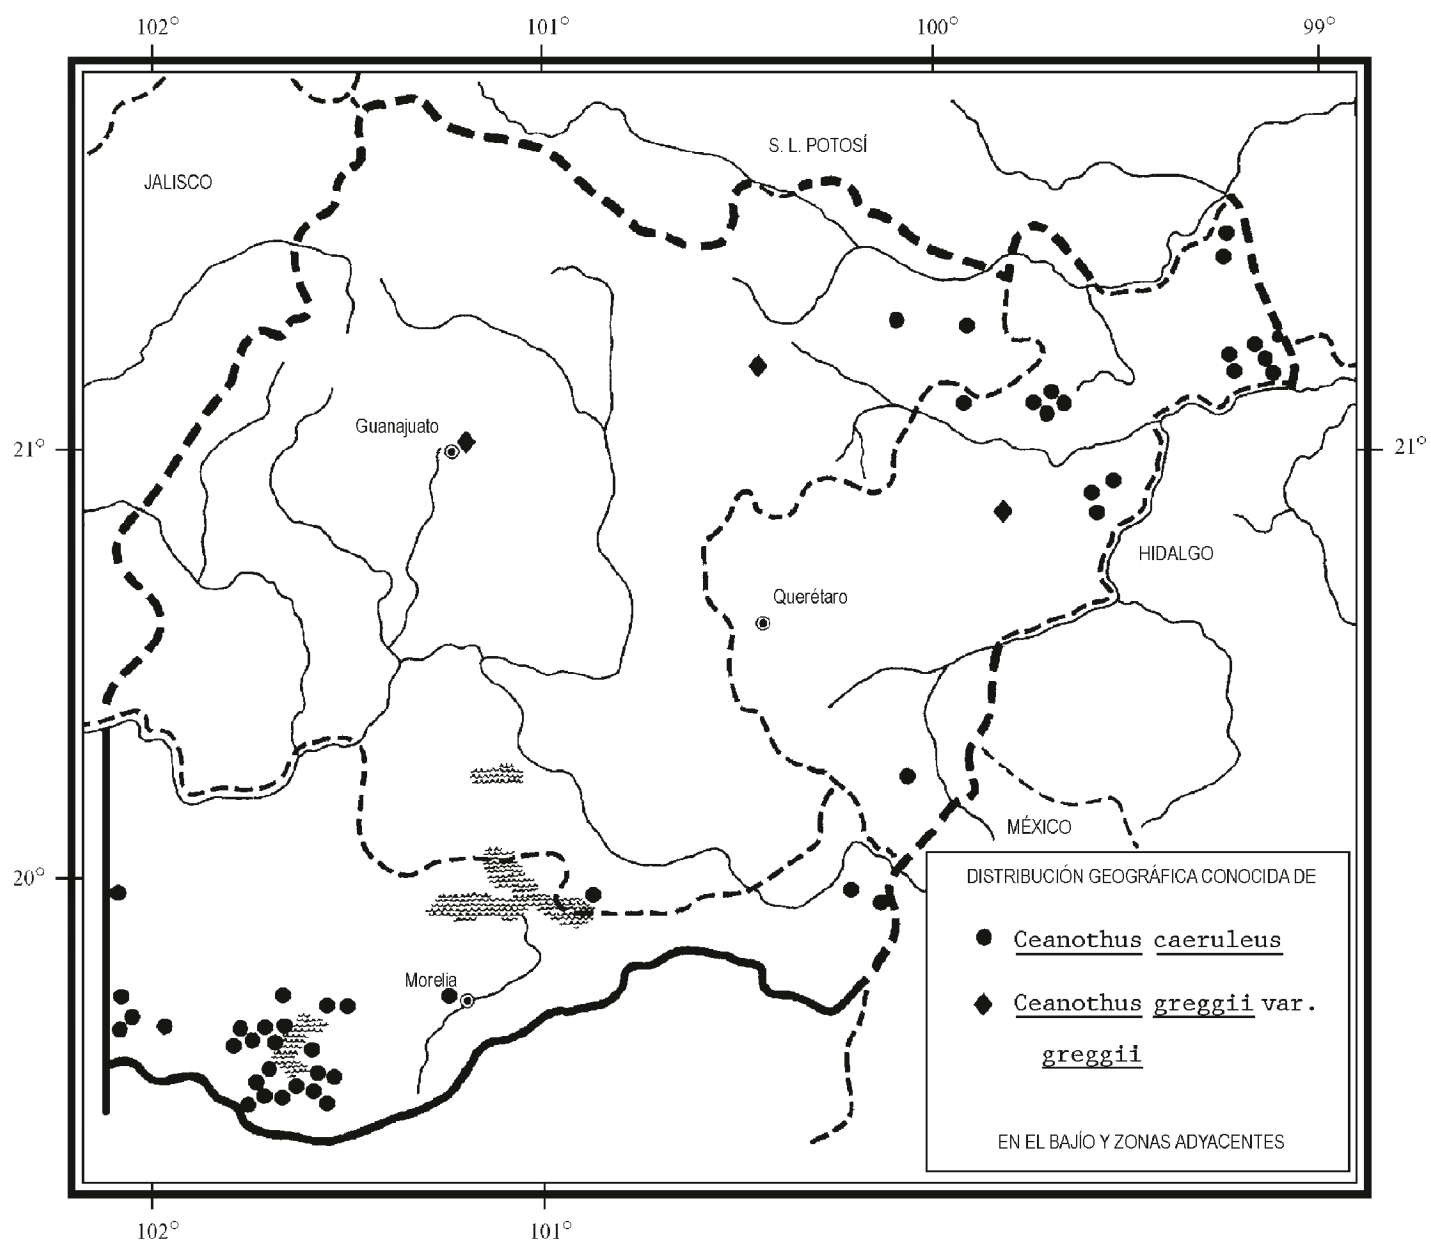 102° 101° 100° 99°
S. L. POTOSÍ
JALISCO
Guanajuato
21° 21°
HIDALGO
Querétaro
MÉXICO
20°
DISTRIBUCIÓN GEOGRÁFICA CONOCIDA DE
Ceanothus caeruleus
Morelia
Ceanothus greggii var.
greggii
EN EL BAJÍO Y ZONAS ADYACENTES
102° 101°